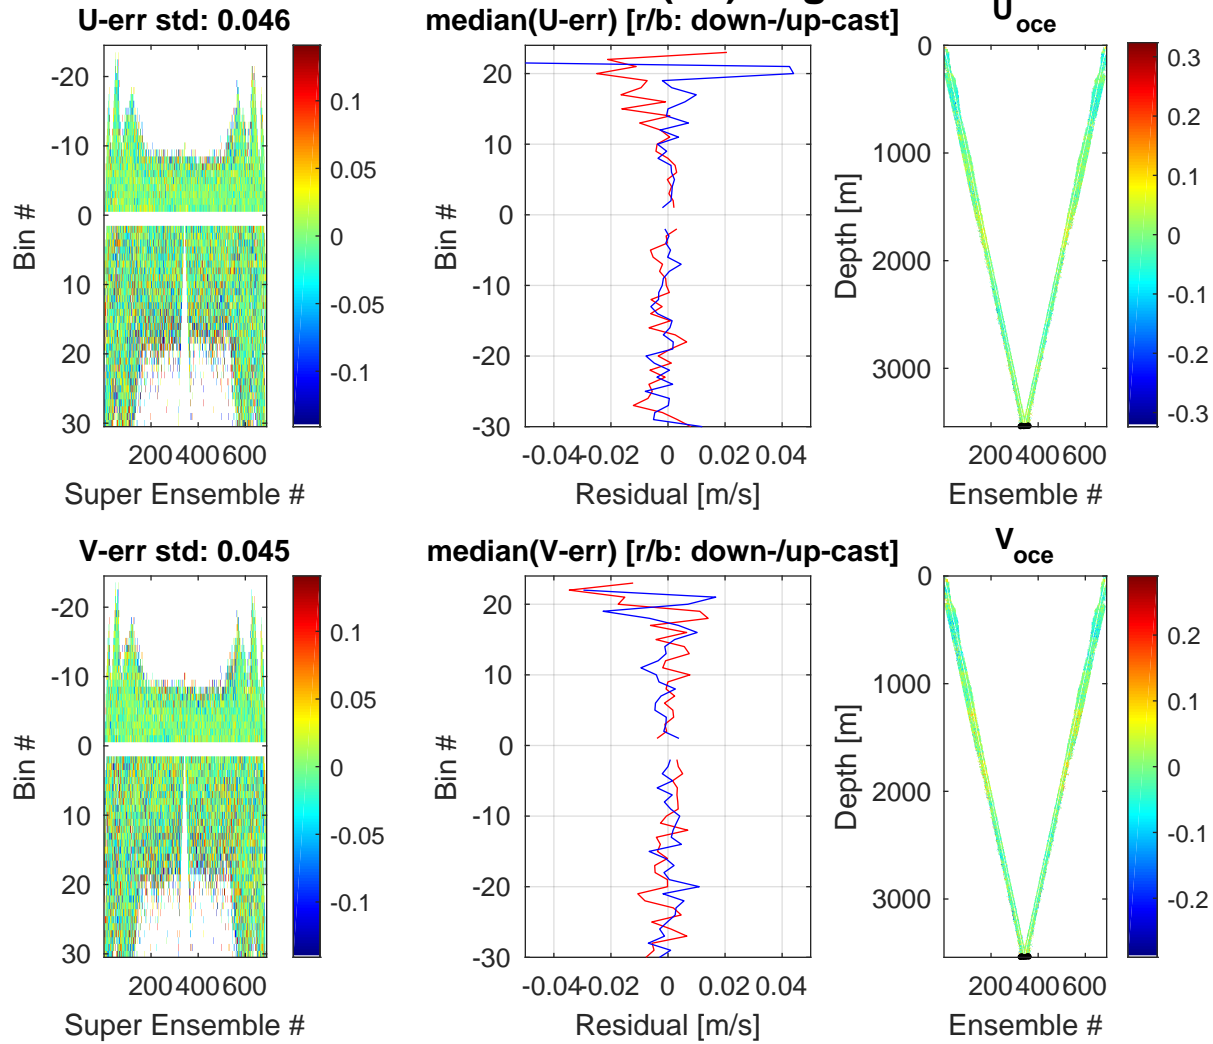 U-err std: 0.046
-20
-10
0
10
20
30
Bin #
200 400 600
Super Ensemble #
0.1
0.05
0
-0.05
-0.1
median(U-err) [r/b: down-/up-cast]
20
10
0
-10
-20
-30
Bin #
-0.04 -0.02 0 0.02 0.04
Residual [m/s]
U oce
0
1000
2000
3000
Depth [m]
200 400 600
Ensemble #
0.3
0.2
0.1
0
-0.1
-0.2
-0.3
V-err std: 0.045
-20
-10
0
10
20
30
Bin #
200 400 600
Super Ensemble #
0.1
0.05
0
-0.05
-0.1
median(V-err) [r/b: down-/up-cast]
20
10
0
-10
-20
-30
Bin #
-0.04 -0.02 0 0.02 0.04
Residual [m/s]
V oce
0
1000
2000
3000
Depth [m]
200 400 600
Ensemble #
0.2
0.1
0
-0.1
-0.2